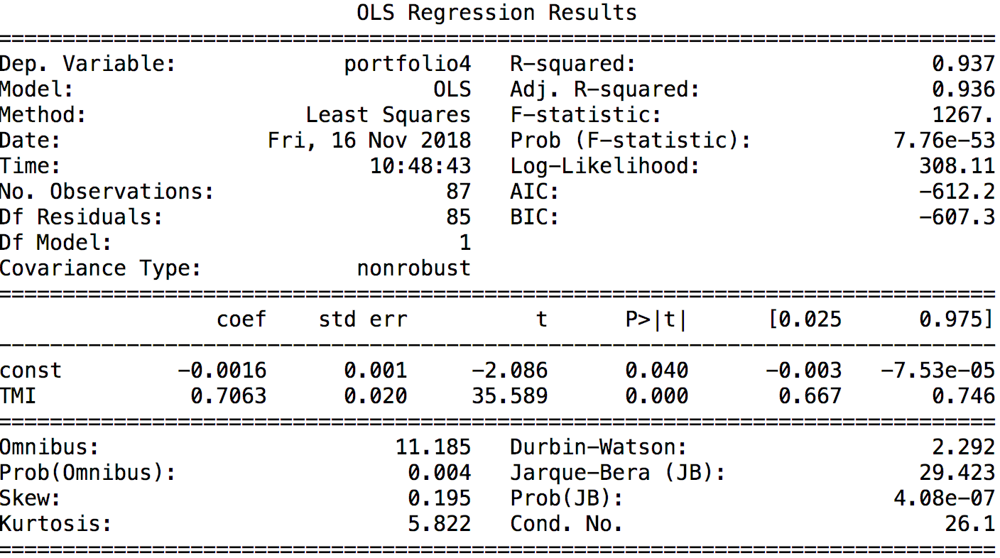 OLS Regression Results
==============================================================================
Dep. Variable:             portfolio4   R-squared:                       0.937
Model:                            OLS   Adj. R-squared:                  0.936
Method:                 Least Squares   F-statistic:                     1267.
Date:                Fri, 16 Nov 2018   Prob (F-statistic):           7.76e-53
Time:                        10:48:43   Log-Likelihood:                 308.11
No. Observations:                  87   AIC:                            -612.2
Df Residuals:                      85   BIC:                            -607.3
Df Model:                           1
Covariance Type:            nonrobust
==============================================================================
                 coef    std err          t      P>|t|      [0.025      0.975]
------------------------------------------------------------------------------
const         -0.0016      0.001     -2.086      0.040      -0.003   -7.53e-05
TMI            0.7063      0.020     35.589      0.000       0.667       0.746
==============================================================================
Omnibus:                       11.185   Durbin-Watson:                   2.292
Prob(Omnibus):                  0.004   Jarque-Bera (JB):               29.423
Skew:                           0.195   Prob(JB):                     4.08e-07
Kurtosis:                       5.822   Cond. No.                         26.1
==============================================================================